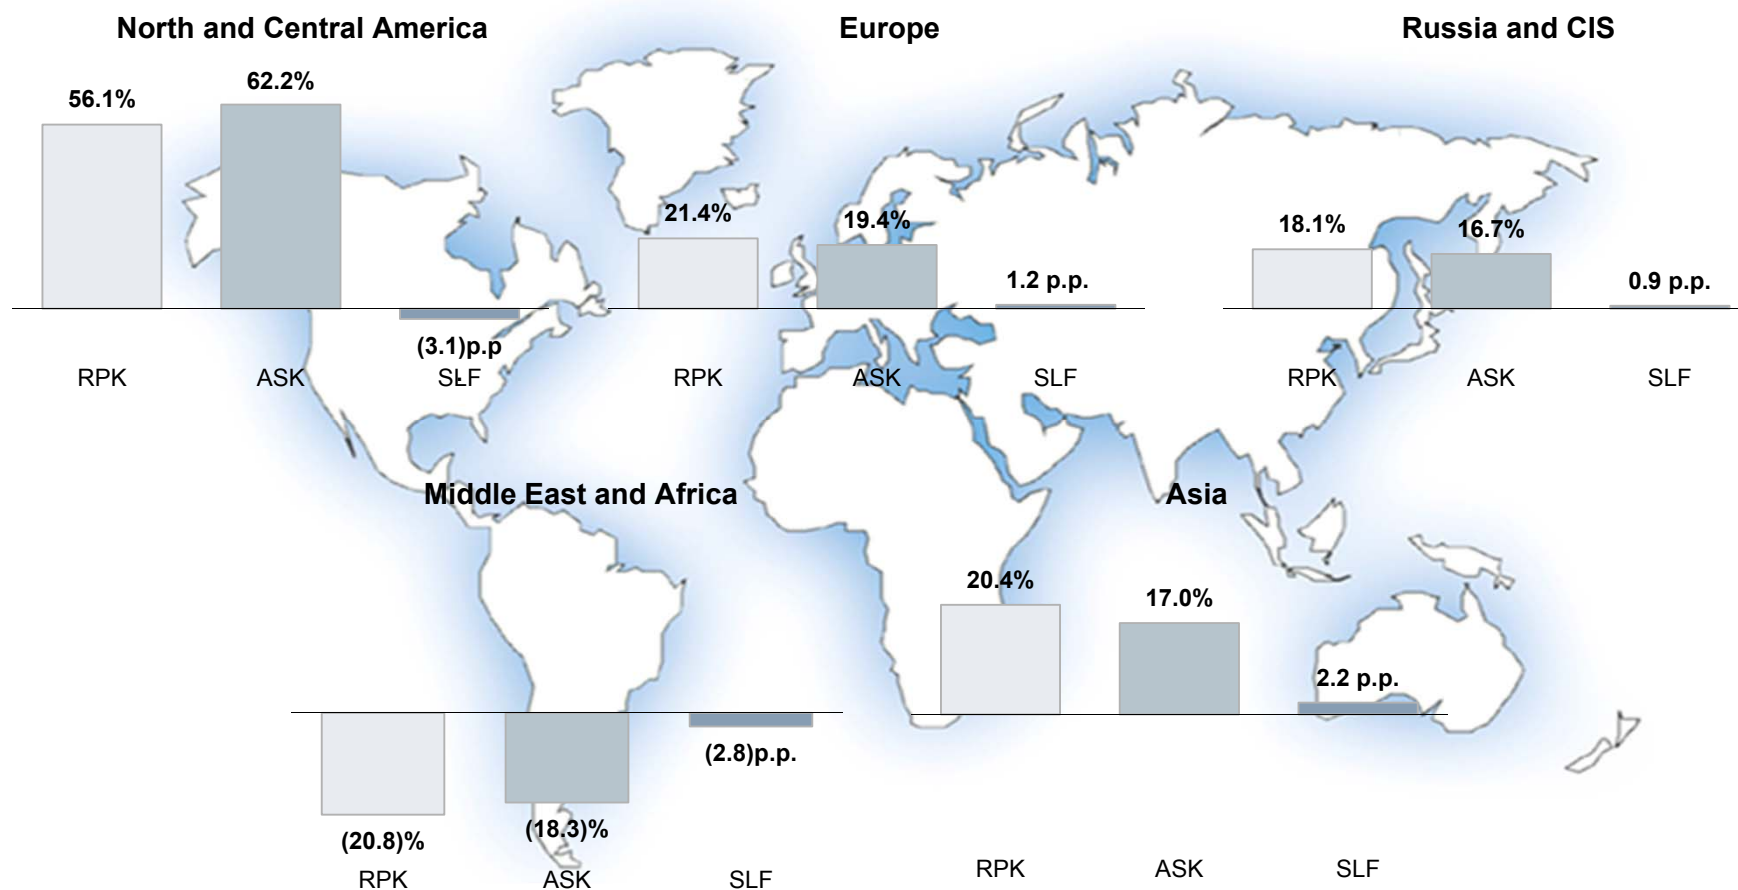 North and Central America
56.1%
62.2%
(3.1)p.p
RPK
ASK
SLF
Europe
21.4%
19.4%
1.2 p.p.
RPK
ASK
SLF
Russia and CIS
18.1%
16.7%
0.9 p.p.
RPK
ASK
SLF
Middle East and Africa
(20.8)%
(18.3)%
(2.8)p.p.
RPK
ASK
SLF
Asia
20.4%
17.0%
2.2 p.p.
RPK
ASK
SLF